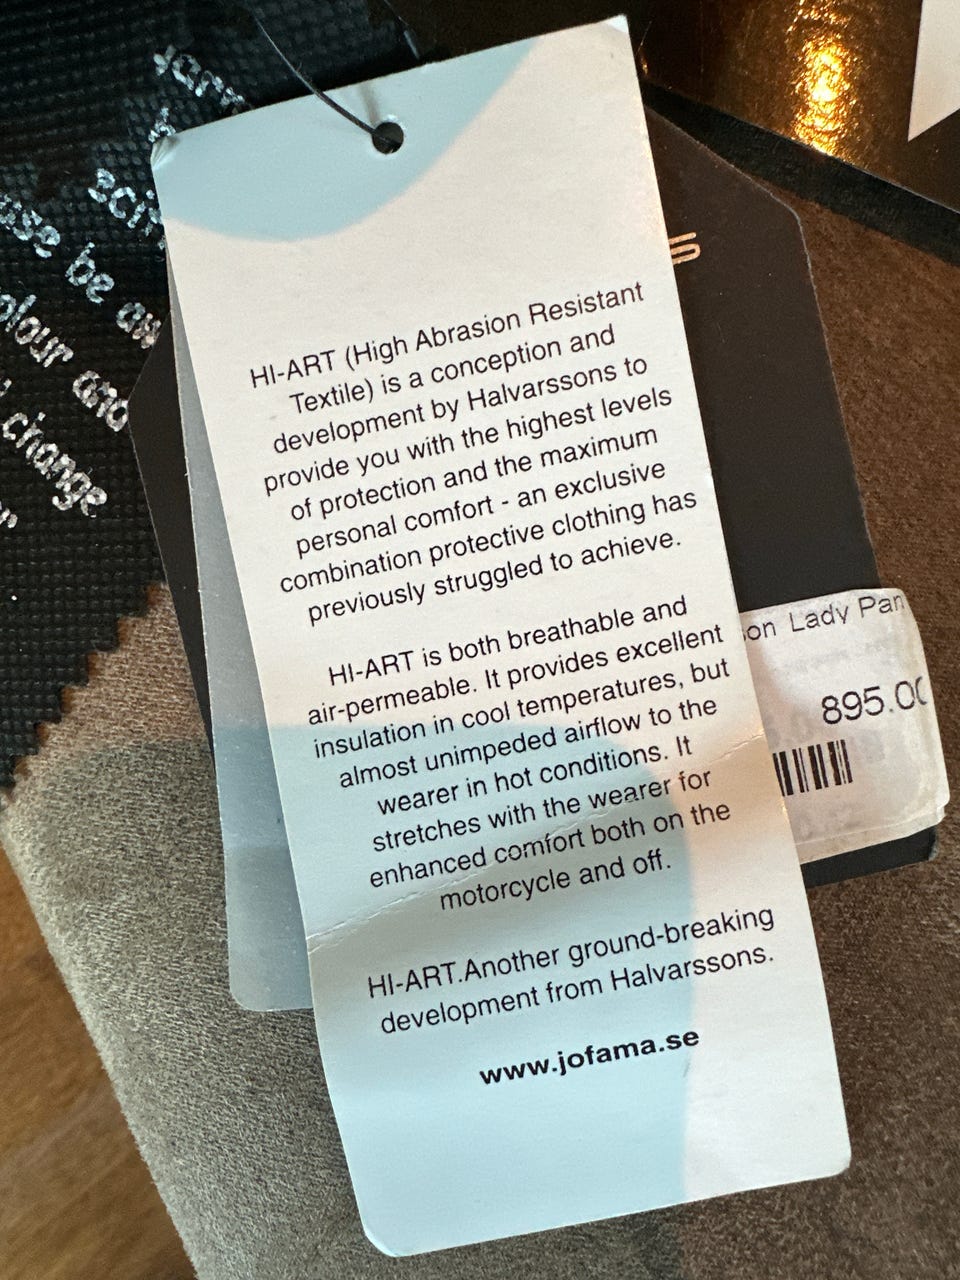 be
colour and
change
HI-ART (High Abrasion Resistant
Textile) is a conception and
development by Halvarssons to
provide you with the highest levels
of protection and the maximum
personal comfort - an exclusive
combination protective clothing has
previously struggled to achieve.
HI-ART is both breathable and
air-permeable. It provides excellent
insulation in cool temperatures, but
almost unimpeded airflow to the
wearer in hot conditions. It
stretches with the wearer for
enhanced comfort both on the
motorcycle and off.
HI-ART.Another ground-breaking
development from Halvarssons.
www.jofama.se
Lady
895.00